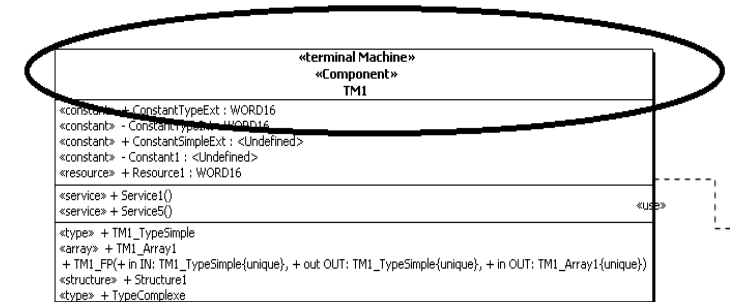 «terminal Machine»
«Component»
TM1
«constant» + ConstantTypeExt : WORD16
«constant» - : WORD16
«constant» + ConstantSimpleExt : <Undefined>
«constant» - Constant1 : <Undefined>
«resource» + Resource1 : WORD16
«service» + Service1()
«service» + Service5()
«use»
«type» + TM1_TypeSimple
«array» + TM1_Array1
+ TM1_FP(+ in IN: TM1_TypeSimple{unique}, + out OUT: TM1_TypeSimple{unique}, + in OUT: TM1_Array1{unique})
«structure» + Structure1
«type» + TypeComplexe